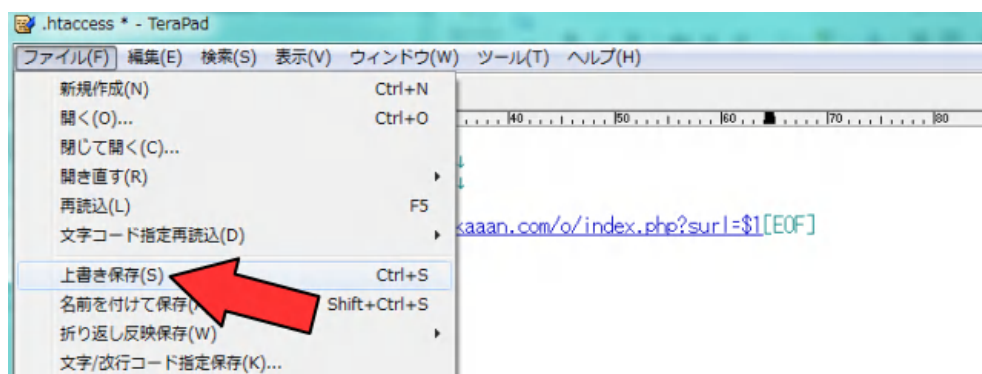 .htaccess * - TeraPad
ファイル(F) 編集(E) 検索(S) 表示(V) ウィンドウ(W) ツール(T) ヘルプ(H)
新規作成(N) Ctrl+N
開く(O)... Ctrl+O
40 50 60 70 80
閉じて開く(C)...
開き直す(R)
再読込(L) F5
kaaan.com/o/index.php?surl=$1[EOF]
文字コード指定再読込(D)
上書き保存(S) Ctrl+S
名前を付けて保存( Shift+Ctrl+S
折り返し反映保存(W)
文字/改行コード指定保存(K)...